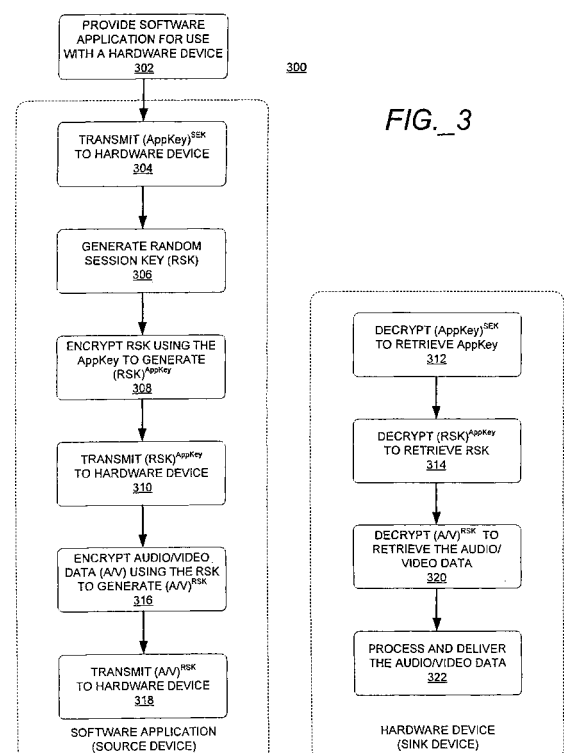 PROVIDE SOFTWARE
APPLICATION FOR USE
WITH A HARDWARE DEVICE
302
300
FIG._3
TRANSMIT (AppKey)^SEK
TO HARDWARE DEVICE
304
GENERATE RANDOM
SESSION KEY (RSK)
306
ENCRYPT RSK USING THE
AppKey TO GENERATE
(RSK)^AppKey
308
TRANSMIT (RSK)^AppKey
TO HARDWARE DEVICE
310
ENCRYPT AUDIO/VIDEO
DATA (A/V) USING THE RSK
TO GENERATE (A/V)^RSK
316
TRANSMIT (A/V)^RSK
TO HARDWARE DEVICE
318
SOFTWARE APPLICATION
(SOURCE DEVICE)
DECRYPT (AppKey)^SEK
TO RETRIEVE AppKey
312
DECRYPT (RSK)^AppKey
TO RETRIEVE RSK
314
DECRYPT (A/V)^RSK TO
RETRIEVE THE AUDIO/
VIDEO DATA
320
PROCESS AND DELIVER
THE AUDIO/VIDEO DATA
322
HARDWARE DEVICE
(SINK DEVICE)